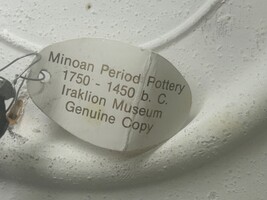 Minoan Period Pottery
1750 - 1450 b. C.
Iraklion Museum
Genuine Copy